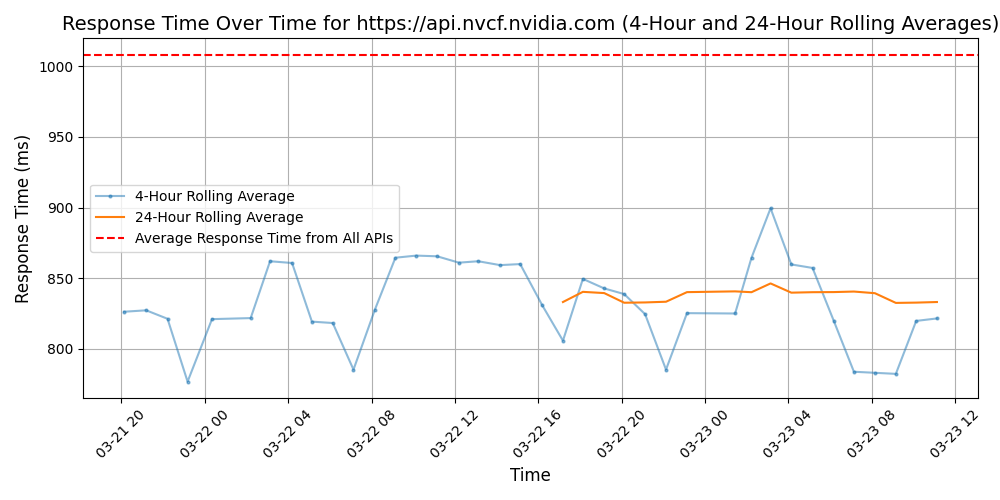 Response Time Over Time for https://api.nvcf.nvidia.com (4-Hour and 24-Hour Rolling Averages)
Response Time (ms)
1000
950
900
850
800
4-Hour Rolling Average
24-Hour Rolling Average
Average Response Time from All APIs
03-21 20
03-22 00
03-22 04
03-22 08
03-22 12
03-22 16
03-22 20
03-23 00
03-23 04
03-23 08
03-23 12
Time